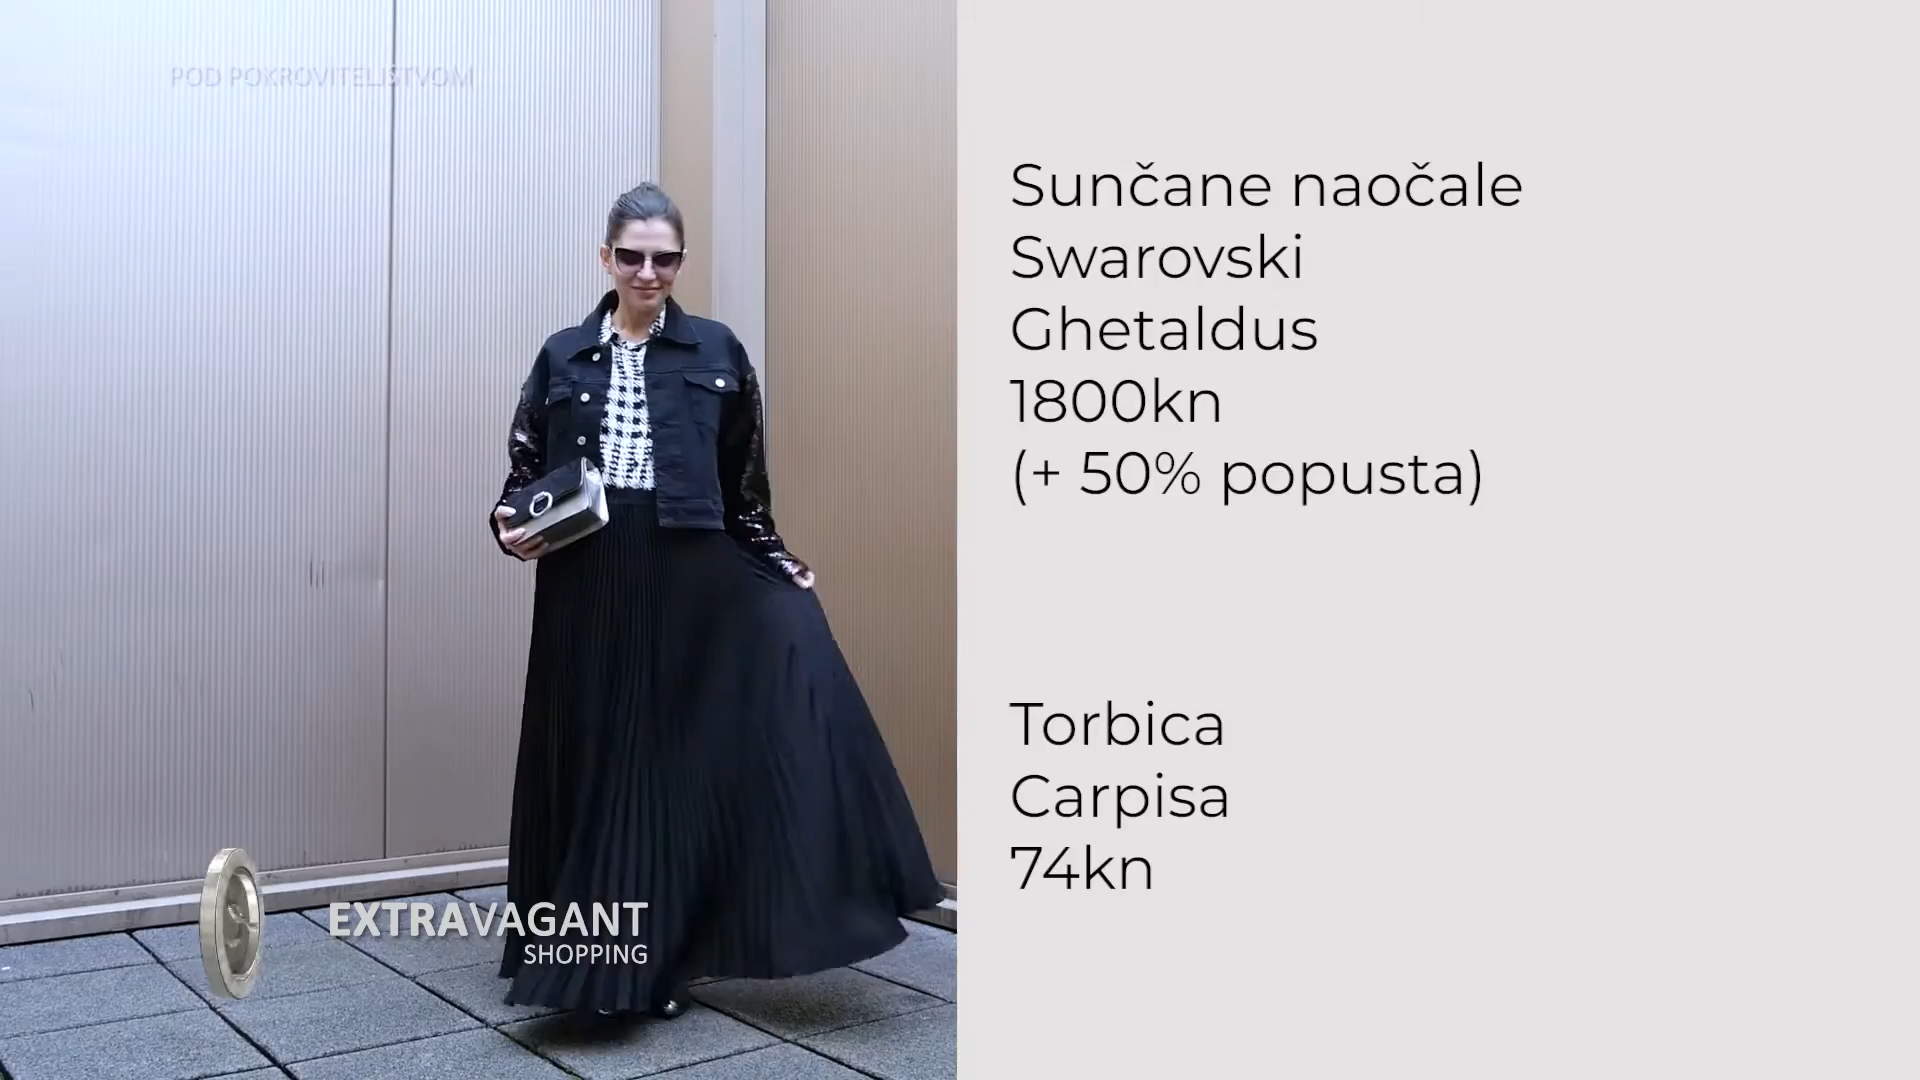 POD POKROVITELJSTVOM
EXTRAVAGANT
SHOPPING
Sunčane naočale
Swarovski
Ghetaldus
1800kn
(+ 50% popusta)
Torbica
Carpisa
74kn